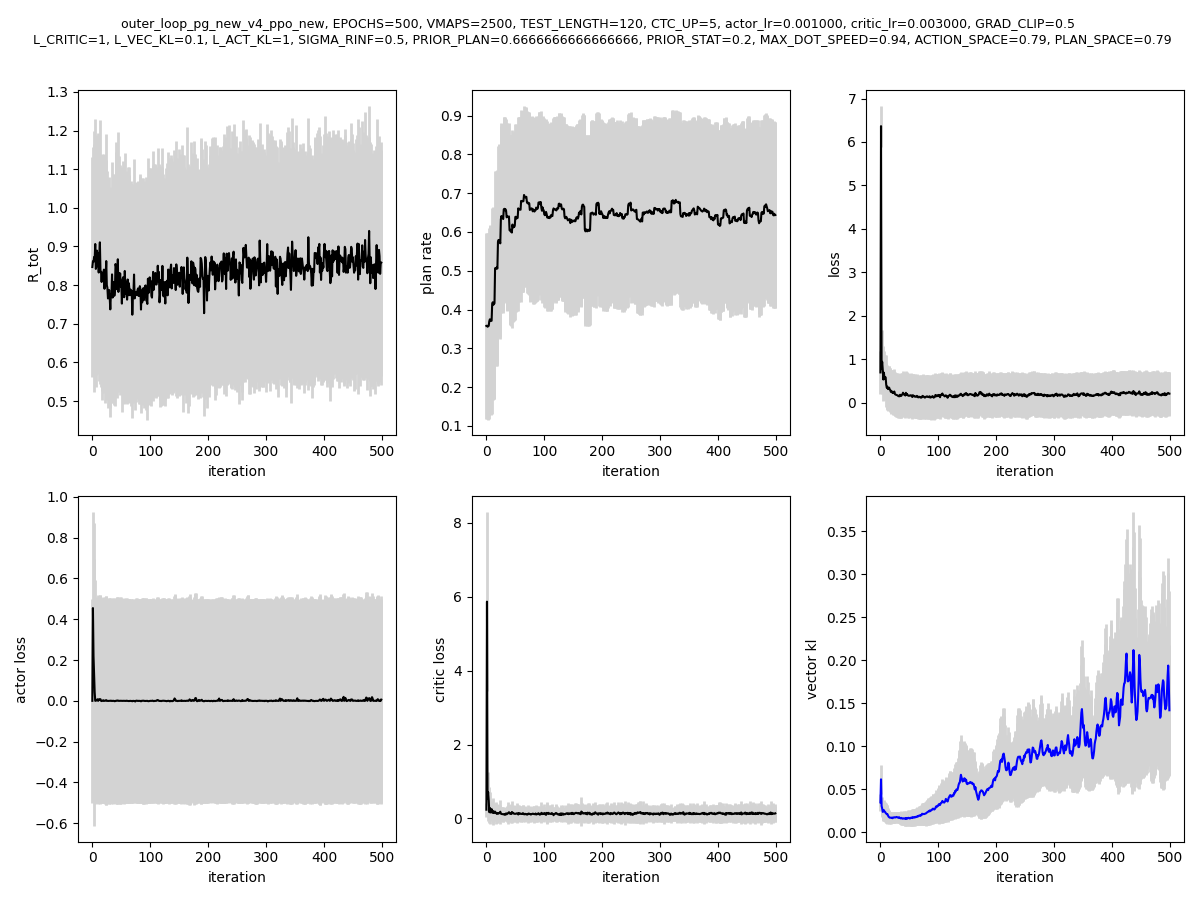 outer_loop_pg_new_v4_ppo_new, EPOCHS=500, VMAPS=2500, TEST_LENGTH=120, CTC_UP=5, actor_lr=0.001000, critic_lr=0.003000, GRAD_CLIP=0.5
L_CRITIC=1, L_VEC_KL=0.1, L_ACT_KL=1, SIGMA_RINF=0.5, PRIOR_PLAN=0.6666666666666666, PRIOR_STAT=0.2, MAX_DOT_SPEED=0.94, ACTION_SPACE=0.79, PLAN_SPACE=0.79
R_tot
1.3
1.2
1.1
1.0
0.9
0.8
0.7
0.6
0.5
0 100 200 300 400 500
iteration
plan rate
0.9
0.8
0.7
0.6
0.5
0.4
0.3
0.2
0.1
0 100 200 300 400 500
iteration
loss
7
6
5
4
3
2
1
0
0 100 200 300 400 500
iteration
actor loss
1.0
0.8
0.6
0.4
0.2
0.0
−0.2
−0.4
−0.6
0 100 200 300 400 500
iteration
critic loss
8
6
4
2
0
0 100 200 300 400 500
iteration
vector kl
0.35
0.30
0.25
0.20
0.15
0.10
0.05
0.00
0 100 200 300 400 500
iteration